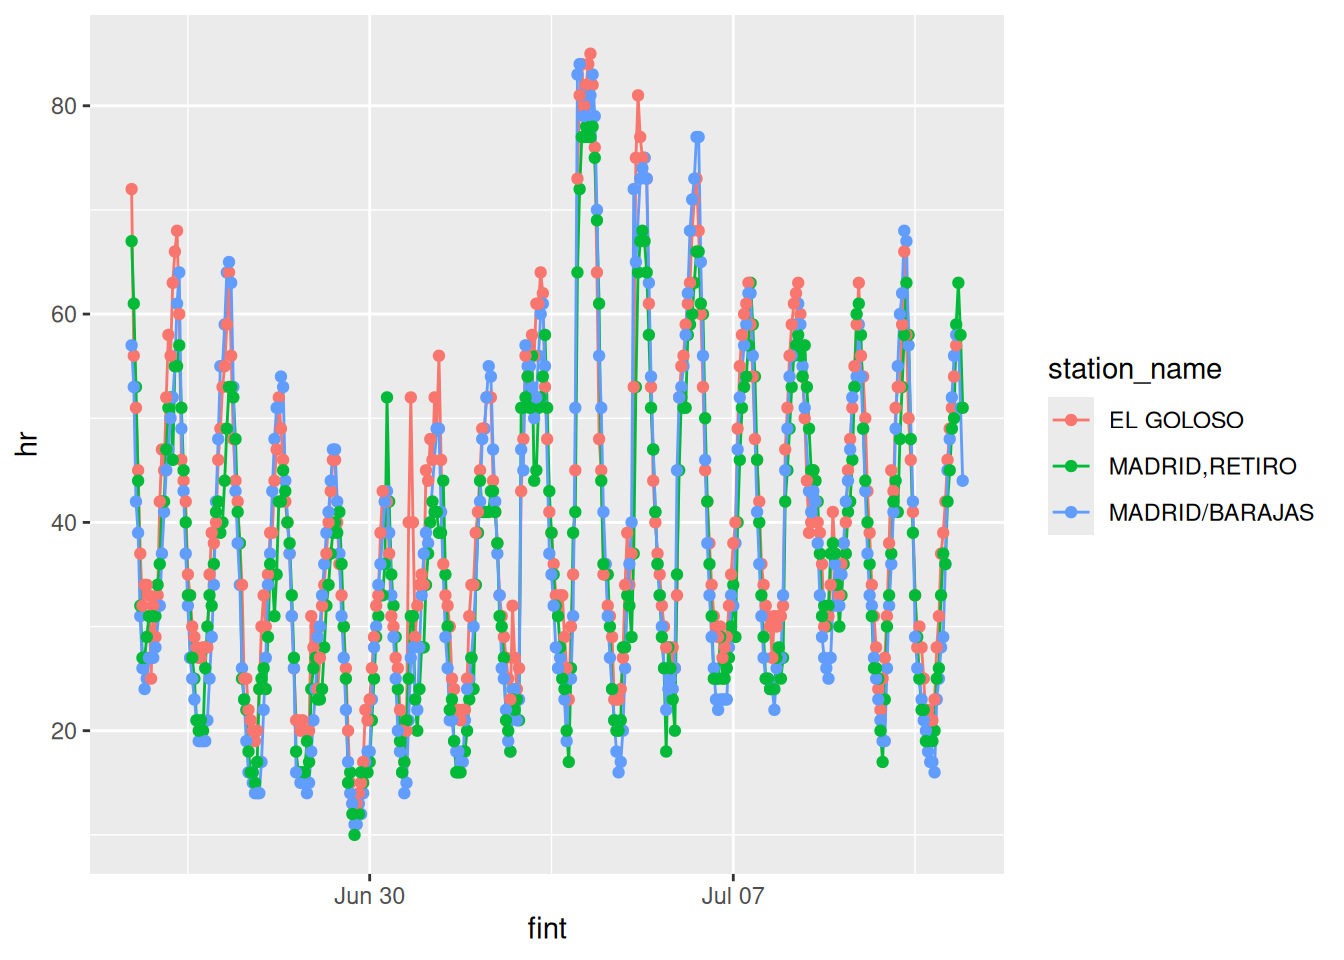 80
60
40
20
hr
Jun 30
Jul 07
fint
station_name
EL GOLOSO
MADRID,RETIRO
MADRID/BARAJAS